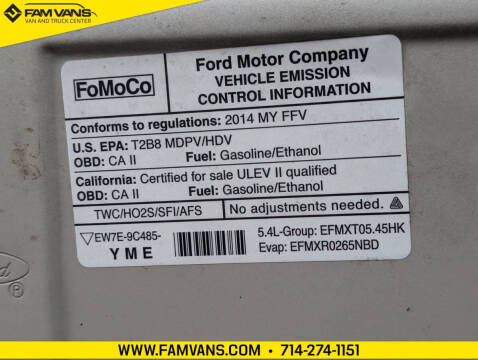 FAMVANS
VAN AND TRUCK CENTER
FoMoCo
Ford Motor Company
VEHICLE EMISSION
CONTROL INFORMATION
Conforms to regulations: 2014 MY FFV
U.S. EPA: T2B8 MDPV/HDV
OBD: CA II Fuel: Gasoline/Ethanol
California: Certified for sale ULEV II qualified
OBD: CA II Fuel: Gasoline/Ethanol
TWC/HO2S/SFI/AFS No adjustments needed.
EW7E-9C485-
YME
5.4L-Group: EFMXT05.45HK
Evap: EFMXR0265NBD
®
WWW.FAMVANS.COM • 714-274-1151